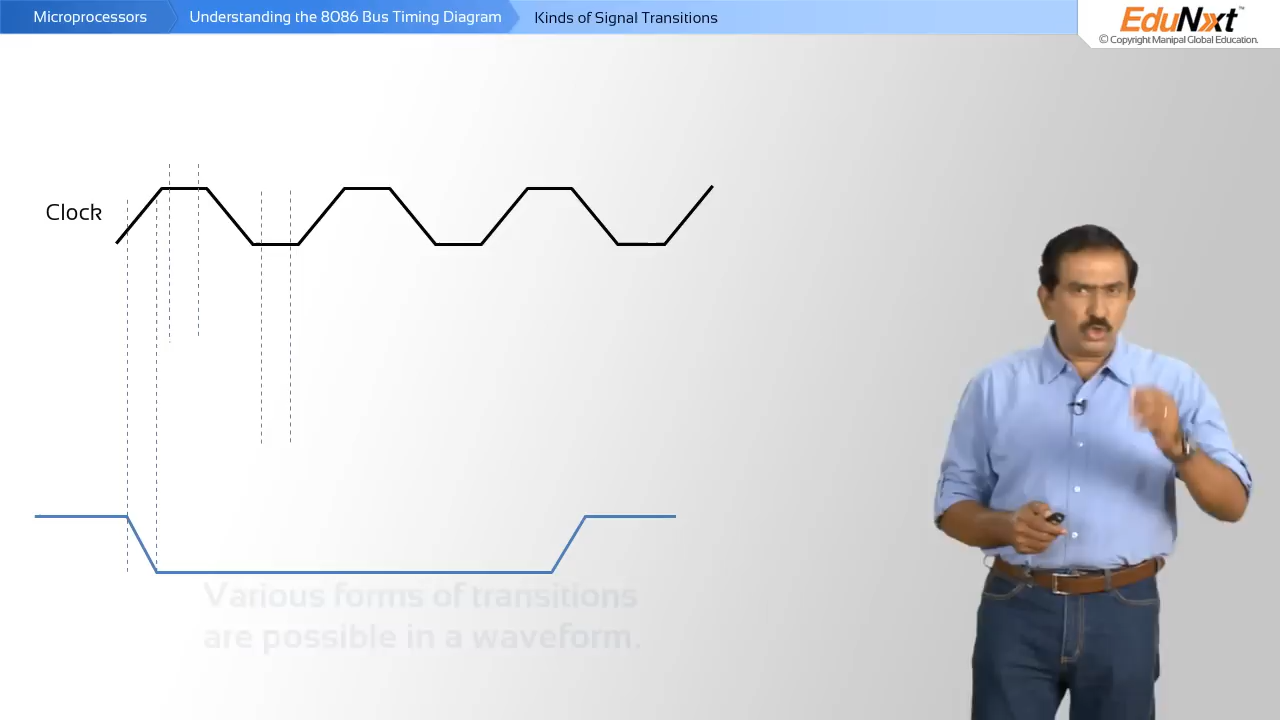 Microprocessors
Understanding the 8086 Bus Timing Diagram
Kinds of Signal Transitions
EduNxt™
© Copyright Manipal Global Education.
Clock
Various forms of transitions
are possible in a waveform.